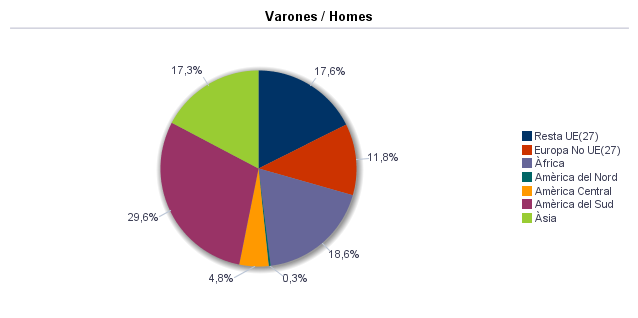 Varones / Homes
17,3%
17,6%
11,8%
29,6%
18,6%
4,8%
0,3%
Resta UE(27)
Europa No UE(27)
Àfrica
Amèrica del Nord
Amèrica Central
Amèrica del Sud
Àsia